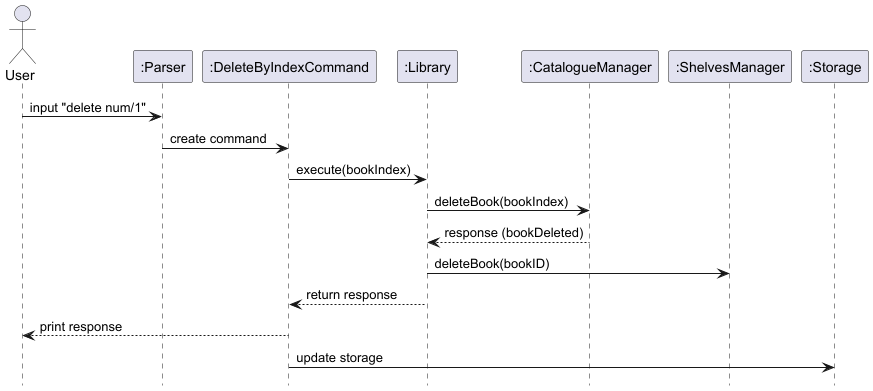 User
:Parser
:DeleteByIndexCommand
:Library
:CatalogueManager
:ShelvesManager
:Storage
input "delete num/1"
create command
execute(bookIndex)
deleteBook(bookIndex)
response (bookDeleted)
deleteBook(bookID)
return response
print response
update storage